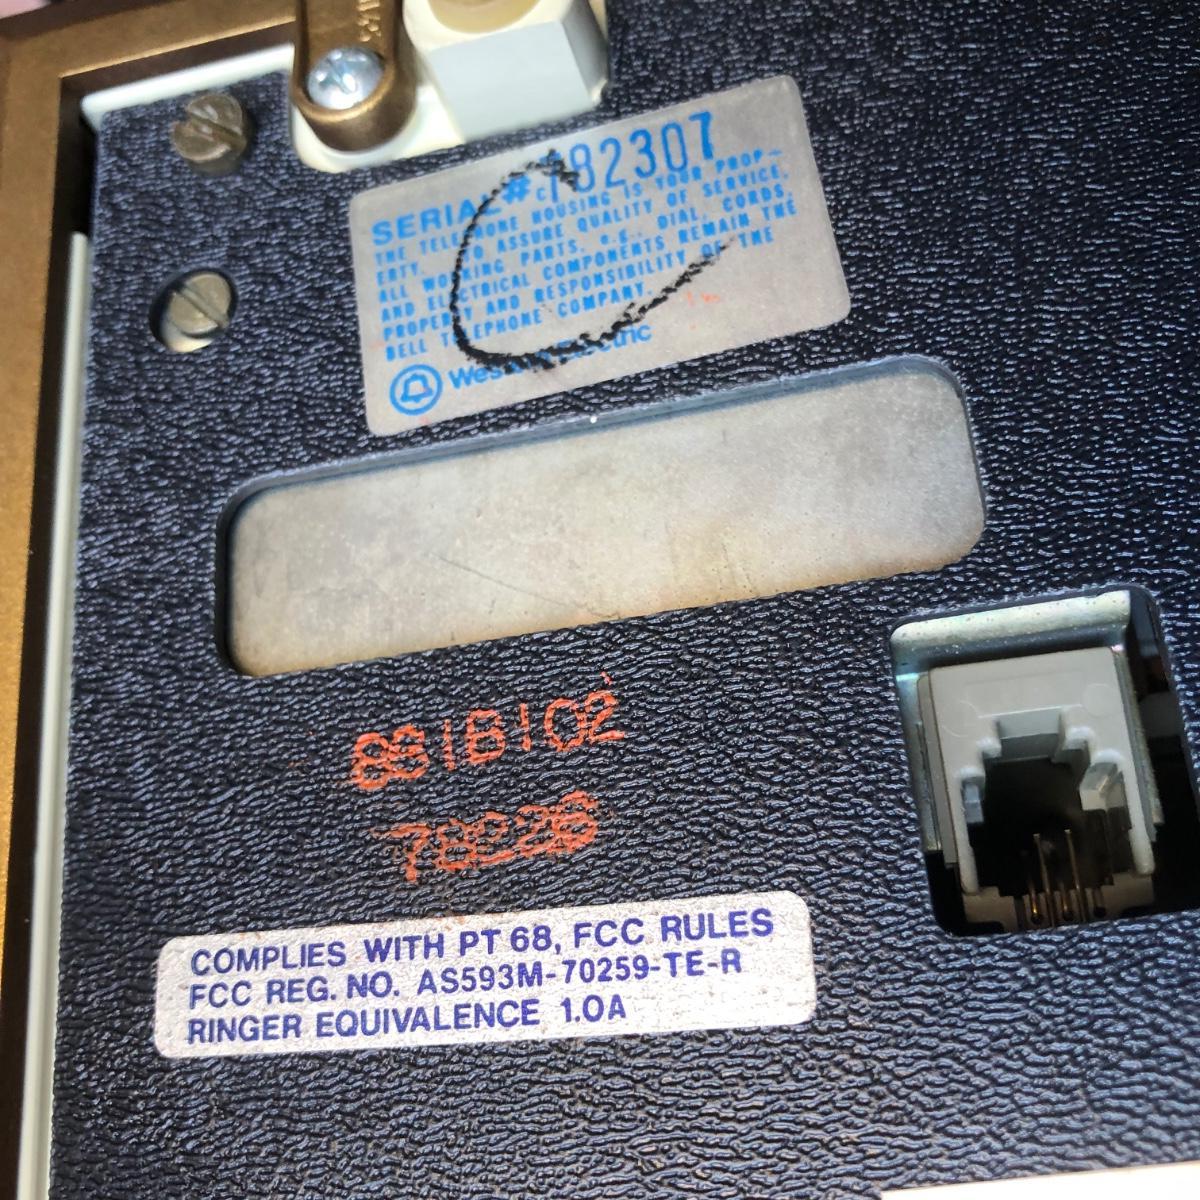 SERIAL# C782307
THE TELEPHONE HOUSING IS YOUR PROP-
ERTY. TO ASSURE QUALITY OF SERVICE,
ALL WORKING PARTS, e.g., DIAL, CORDS,
AND ELECTRICAL COMPONENTS REMAIN THE
PROPERTY AND RESPONSIBILITY OF THE
BELL TELEPHONE COMPANY.
Western Electric
881B102
78226
COMPLIES WITH PT 68, FCC RULES
FCC REG. NO. AS593M-70259-TE-R
RINGER EQUIVALENCE 1.0A